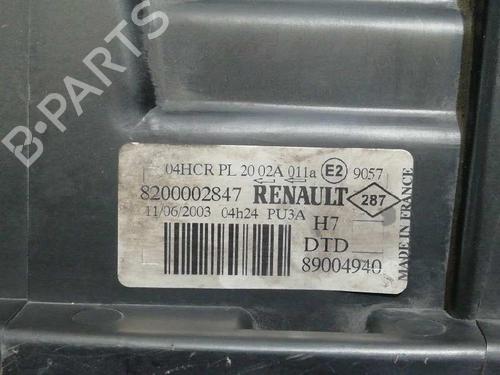 B-PARTS
04HCR PL 20 02A 011a E2 9057
8200002847 RENAULT 287
11/06/2003 04h24 PU3A
H7
DTD
89004940
MADE IN FRANCE